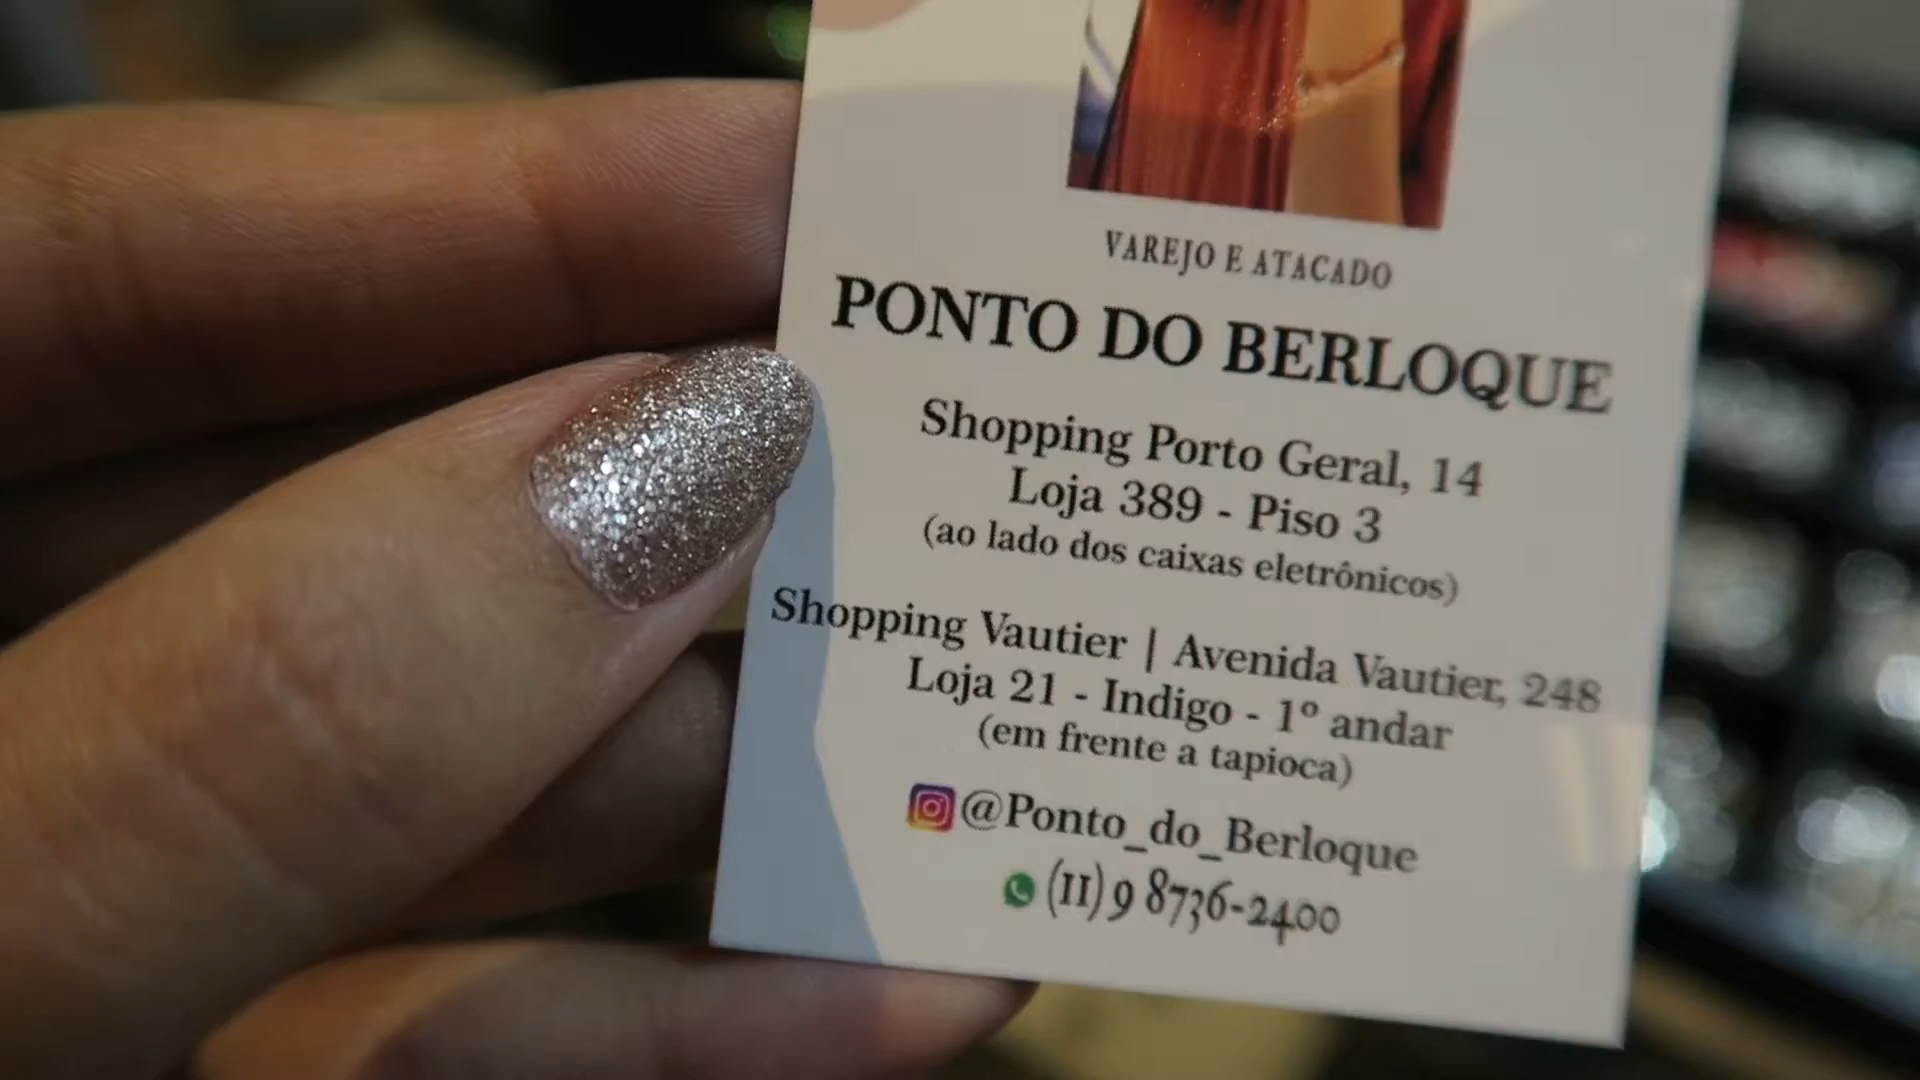 VAREJO E ATACADO
PONTO DO BERLOQUE
Shopping Porto Geral, 14
Loja 389 - Piso 3
(ao lado dos caixas eletrônicos)
Shopping Vautier | Avenida Vautier, 248
Loja 21 - Indigo - 1º andar
(em frente a tapioca)
@Ponto_do_Berloque
(11) 9 8736-2400